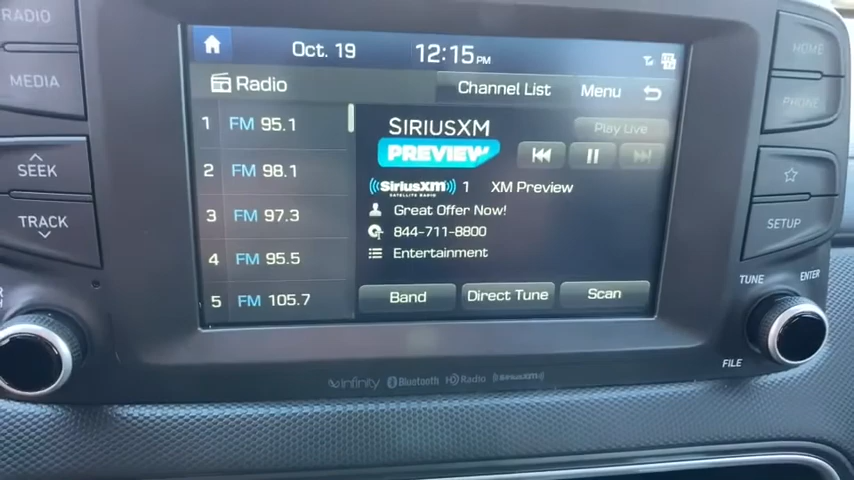 RADIO
MEDIA
SEEK
TRACK
Oct. 19 12:15 PM
Radio Channel List Menu
1 FM 95.1
2 FM 98.1
3 FM 97.3
4 FM 95.5
5 FM 105.7
SIRIUSXM
PREVIEW
Play Live
SiriusXM 1 XM Preview
SATELLITE RADIO
Great Offer Now!
844-711-8800
Entertainment
Band Direct Tune Scan
HOME
PHONE
SETUP
TUNE ENTER
FILE
infinity Bluetooth HD Radio SiriusXM